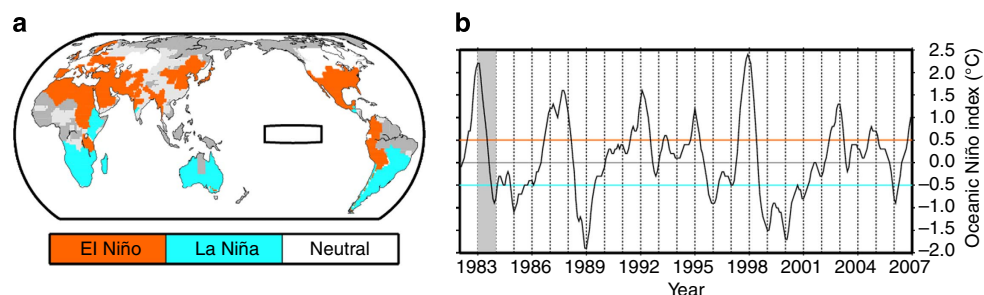 a
El Niño La Niña Neutral
b
2.5
2.0
1.5
1.0
0.5
0.0
−0.5
−1.0
−1.5
−2.0
Oceanic Niño index (°C)
1983 1986 1989 1992 1995 1998 2001 2004 2007
Year